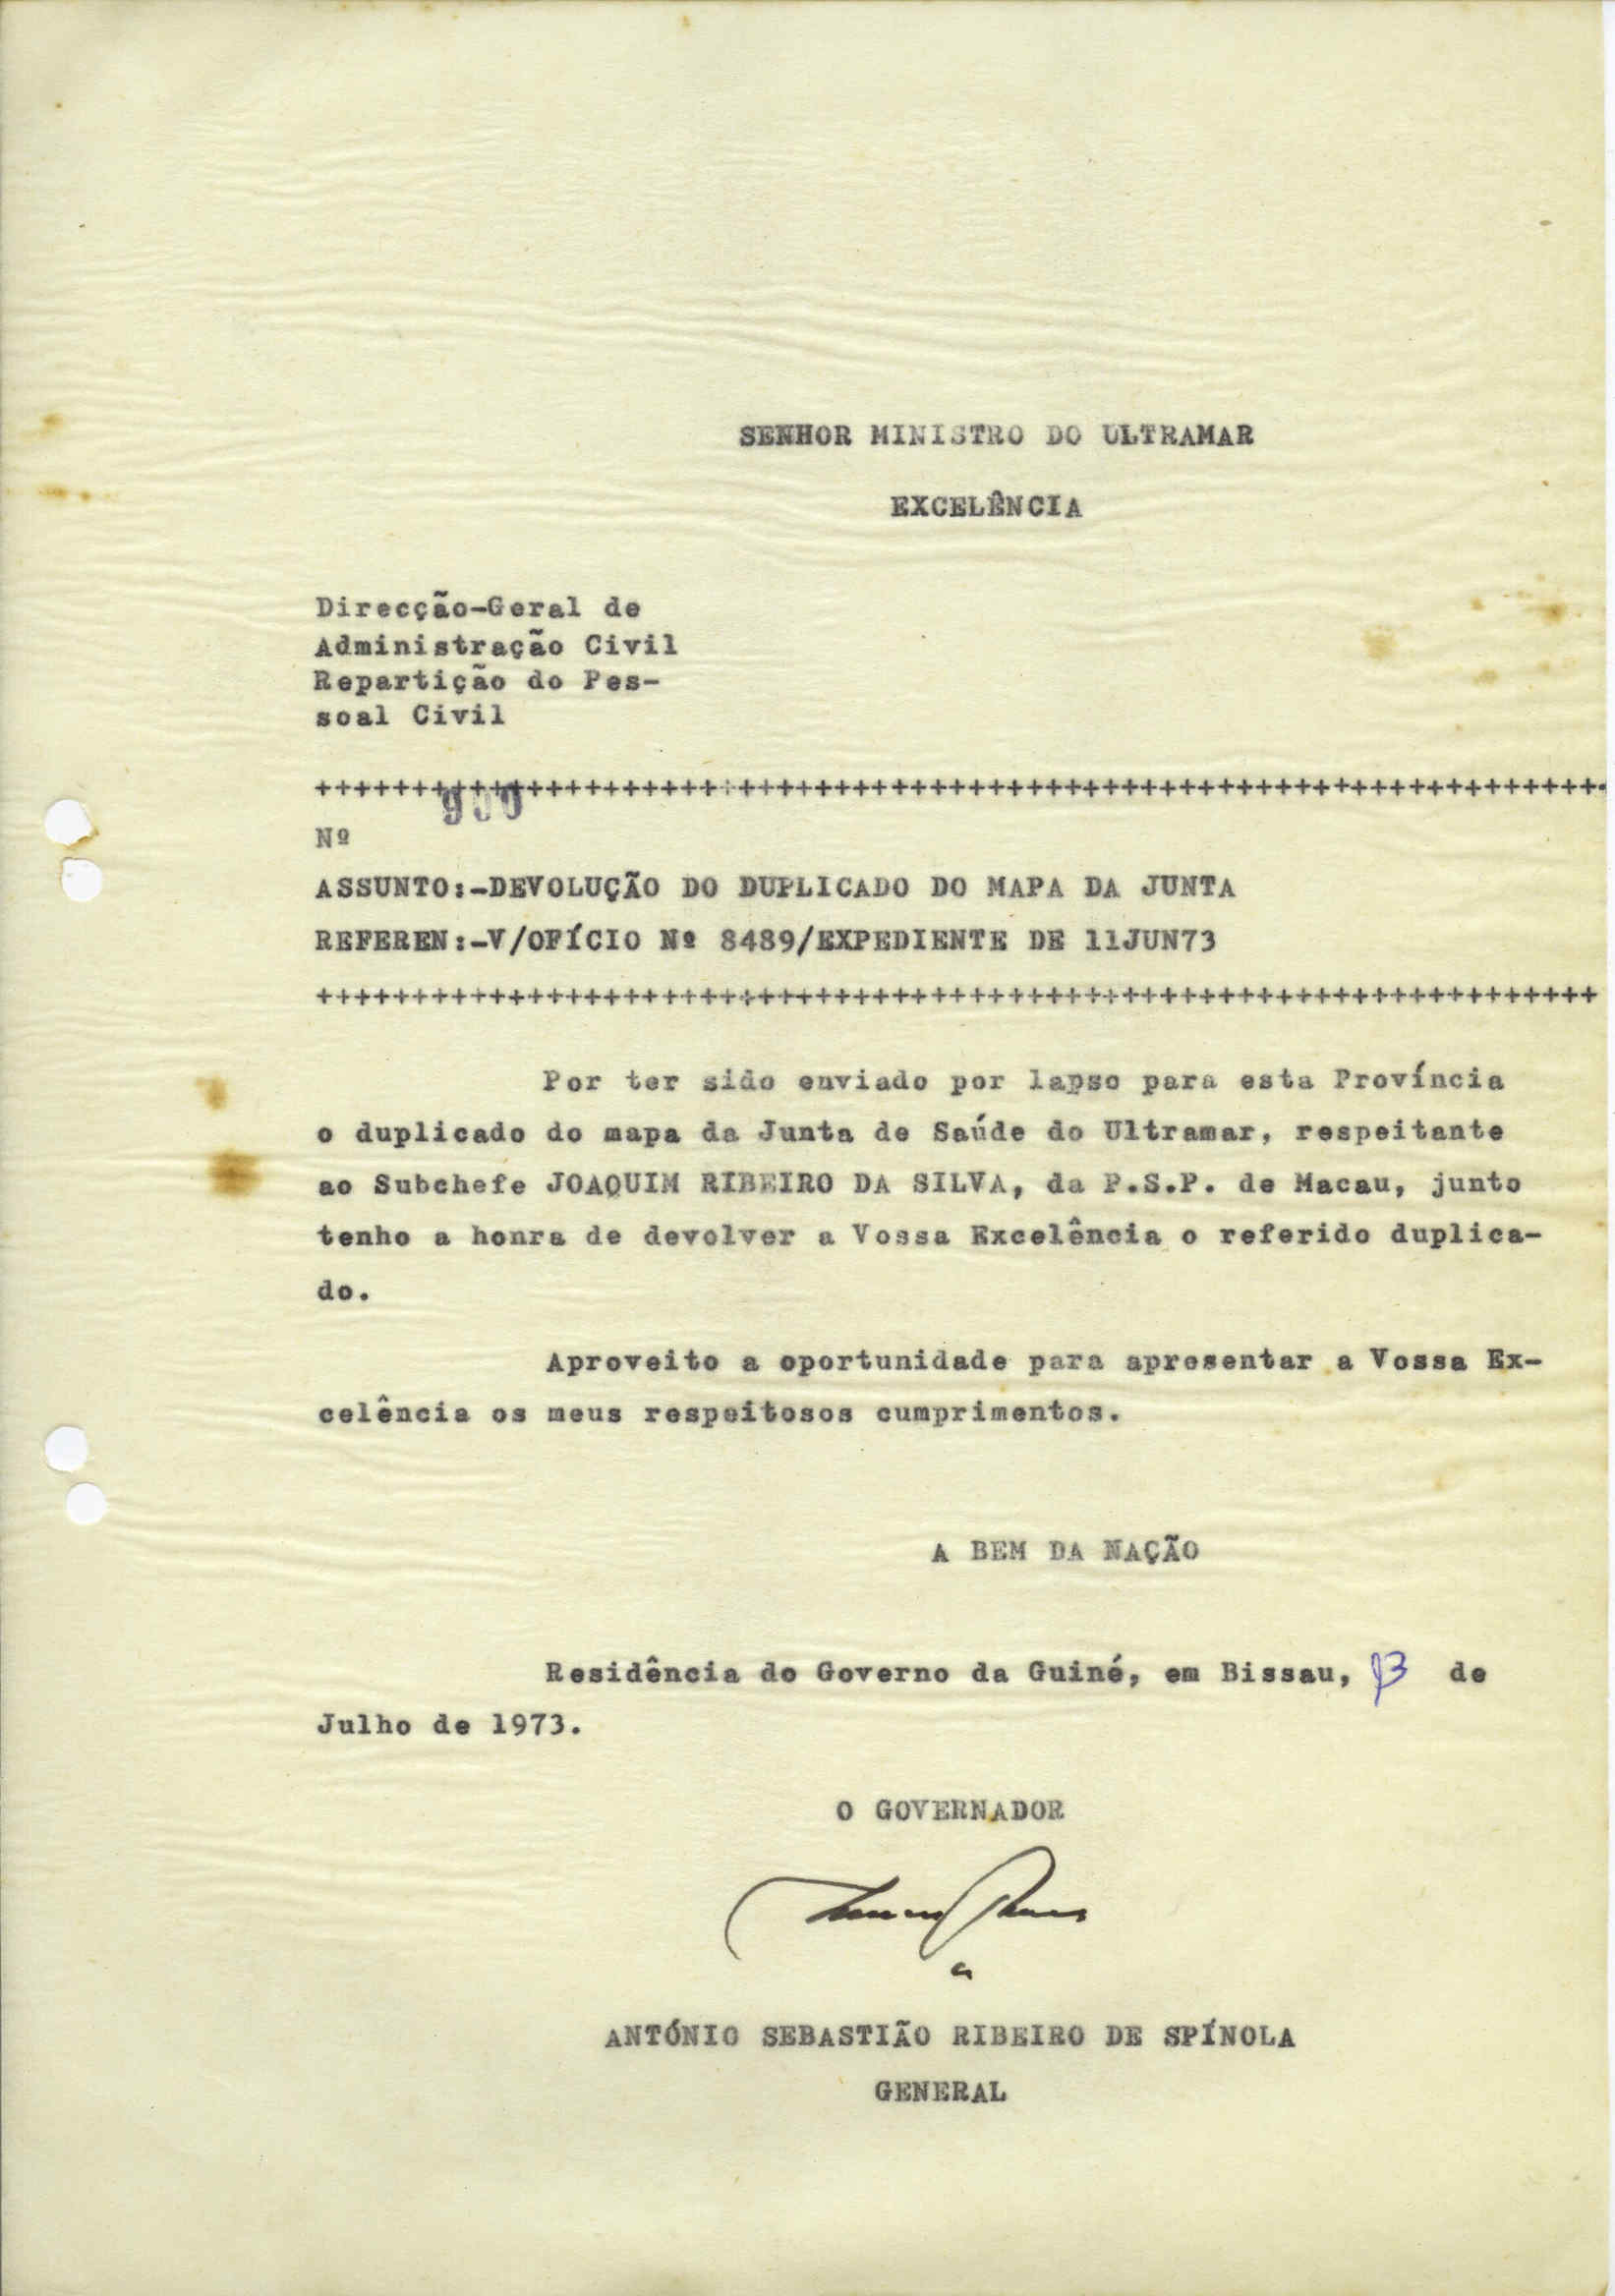 SENHOR MINISTRO DO ULTRAMAR
EXCELÊNCIA
Direcção-Geral de
Administração Civil
Repartição do Pes-
soal Civil
+++++++++++++++++++++++++++++++++++++++++++++++++++++++++++++++++++
Nº
ASSUNTO:-DEVOLUÇÃO DO DUPLICADO DO MAPA DA JUNTA
REFEREN:-V/OFÍCIO Nº 8489/EXPEDIENTE DE 11JUN73
+++++++++++++++++++++++++++++++++++++++++++++++++++++++++++++++++++
Por ter sido enviado por lapso para esta Província
o duplicado do mapa da Junta de Saúde do Ultramar, respeitante
ao Subchefe JOAQUIM RIBEIRO DA SILVA, da P.S.P. de Macau, junto
tenho a honra de devolver a Vossa Excelência o referido duplica-
do.
Aproveito a oportunidade para apresentar a Vossa Ex-
celência os meus respeitosos cumprimentos.
A BEM DA NAÇÃO
Residência do Governo da Guiné, em Bissau, de
Julho de 1973.
O GOVERNADOR
ANTÓNIO SEBASTIÃO RIBEIRO DE SPÍNOLA
GENERAL